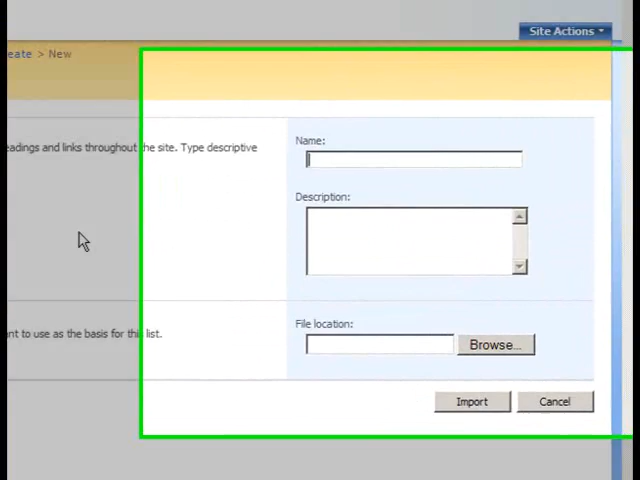 Site Actions
eate > New
eadings and links throughout the site. Type descriptive
Name:
Description:
ant to use as the basis for this list.
File location:
Browse...
Import
Cancel